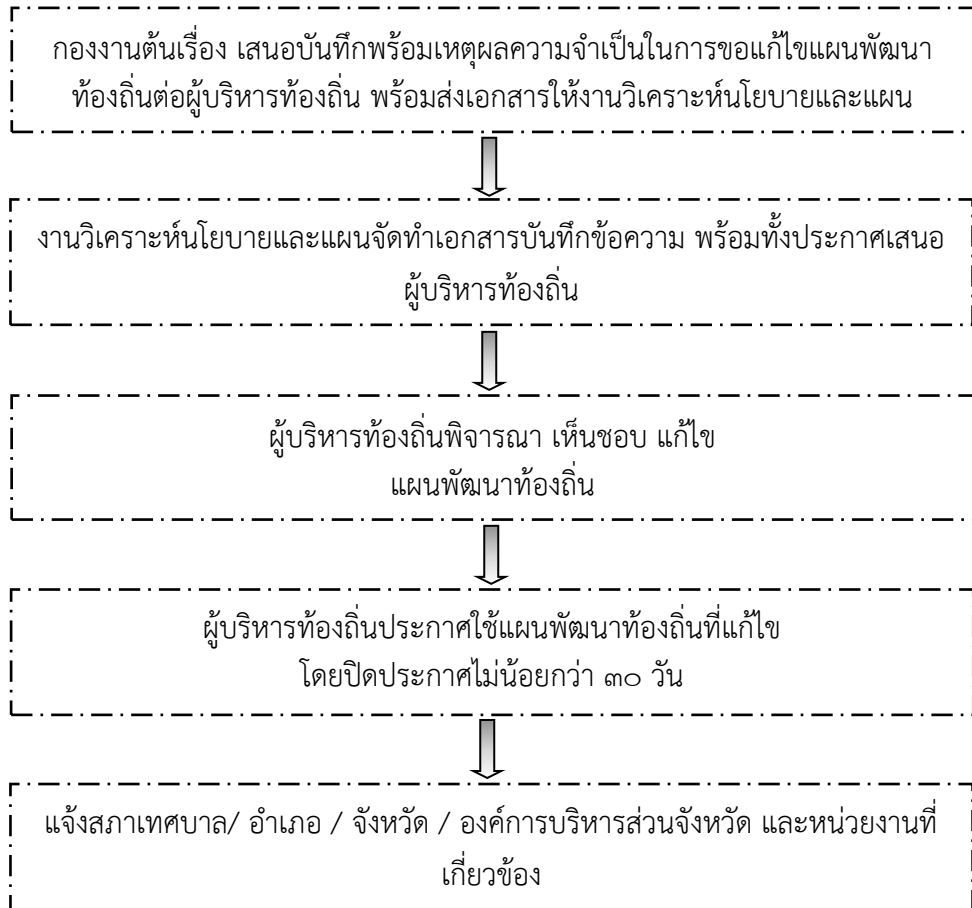 กองงานต้นเรื่อง เสนอบันทึกพร้อมเหตุผลความจำเป็นในการขอแก้ไขแผนพัฒนา
ท้องถิ่นต่อผู้บริหารท้องถิ่น พร้อมส่งเอกสารให้งานวิเคราะห์นโยบายและแผน
งานวิเคราะห์นโยบายและแผนจัดทำเอกสารบันทึกข้อความ พร้อมทั้งประกาศเสนอ
ผู้บริหารท้องถิ่น
ผู้บริหารท้องถิ่นพิจารณา เห็นชอบ แก้ไข
แผนพัฒนาท้องถิ่น
ผู้บริหารท้องถิ่นประกาศใช้แผนพัฒนาท้องถิ่นที่แก้ไข
โดยปิดประกาศไม่น้อยกว่า ๓๐ วัน
แจ้งสภาเทศบาล/ อำเภอ / จังหวัด / องค์การบริหารส่วนจังหวัด และหน่วยงานที่
เกี่ยวข้อง